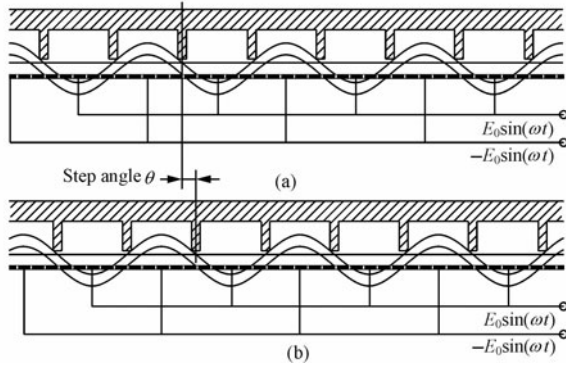 E₀sin(ωt)
−E₀sin(ωt)
Step angle θ
(a)
E₀sin(ωt)
−E₀sin(ωt)
(b)